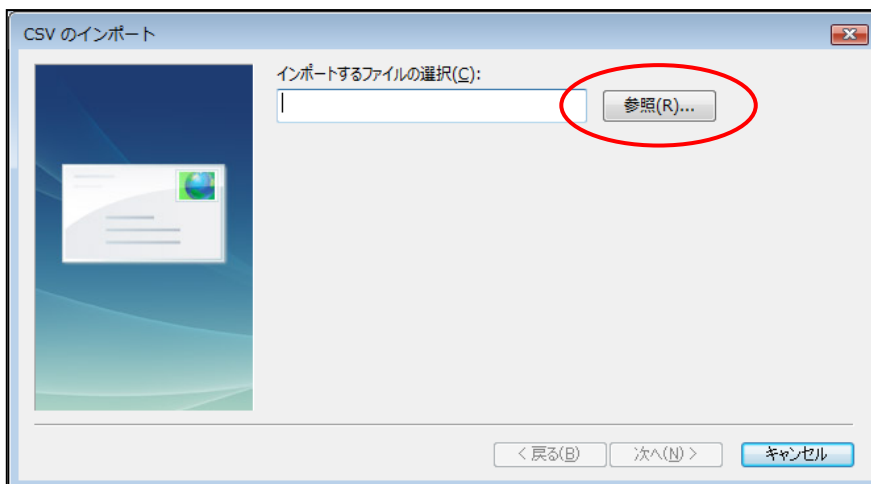 CSV のインポート
インポートするファイルの選択(C):
参照(R)...
< 戻る(B)
次へ(N) >
キャンセル